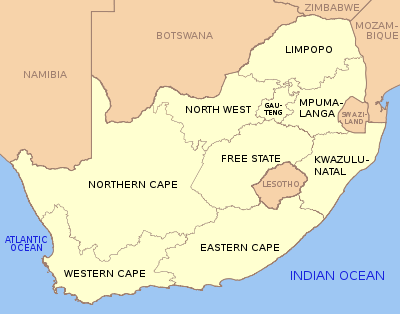 ZIMBABWE
BOTSWANA
MOZAM-
BIQUE
LIMPOPO
NAMIBIA
NORTH WEST
GAU-
TENG
MPUMA-
LANGA
SWAZI-
LAND
FREE STATE
KWAZULU-
NATAL
LESOTHO
NORTHERN CAPE
ATLANTIC
OCEAN
EASTERN CAPE
WESTERN CAPE
INDIAN OCEAN